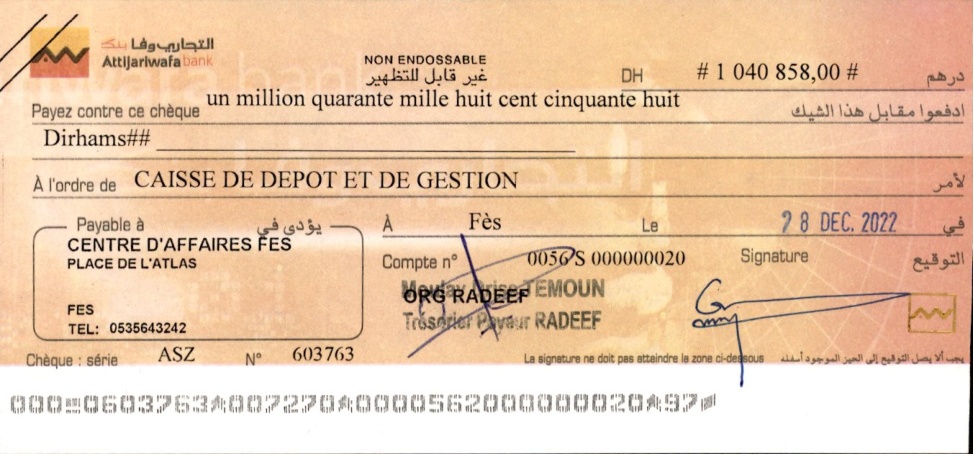 التجاري وفا بنك
Attijariwafa bank
NON ENDOSSABLE
غير قابل للتظهير
DH # 1 040 858,00 # درهم
Payez contre ce chèque un million quarante mille huit cent cinquante huit ادفعوا مقابل هذا الشيك
Dirhams##
À l'ordre de CAISSE DE DEPOT ET DE GESTION لأمر
Payable à يؤدى في
À Fès Le 28 DEC. 2022 في
CENTRE D'AFFAIRES FES
PLACE DE L'ATLAS
FES
TEL: 0535643242
Compte n° 0056 S 000000020 Signature التوقيع
ORG RADEEF
TEMOUN
Trésorier Payeur RADEEF
Chèque : série ASZ N° 603763
La signature ne doit pas atteindre la zone ci-dessous يجب ألا يصل التوقيع إلى الحيز الموجود أسفله
0603763 007270 0000562000000020 97